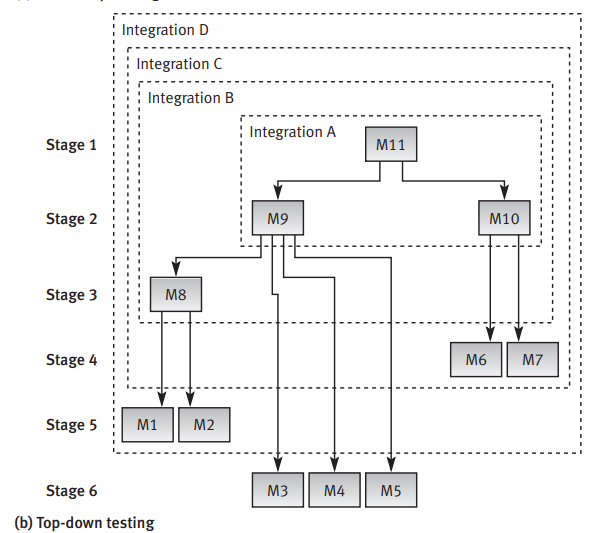 Integration D
Integration C
Integration B
Integration A
Stage 1
M11
Stage 2
M9
M10
Stage 3
M8
Stage 4
M6
M7
Stage 5
M1
M2
Stage 6
M3
M4
M5
(b) Top-down testing